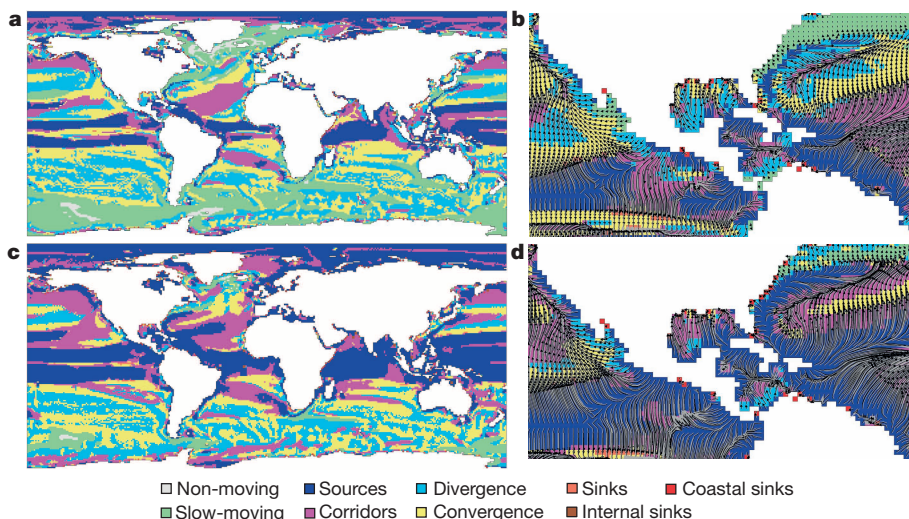 a
b
c
d
Non-moving Sources Divergence Sinks Coastal sinks
Slow-moving Corridors Convergence Internal sinks